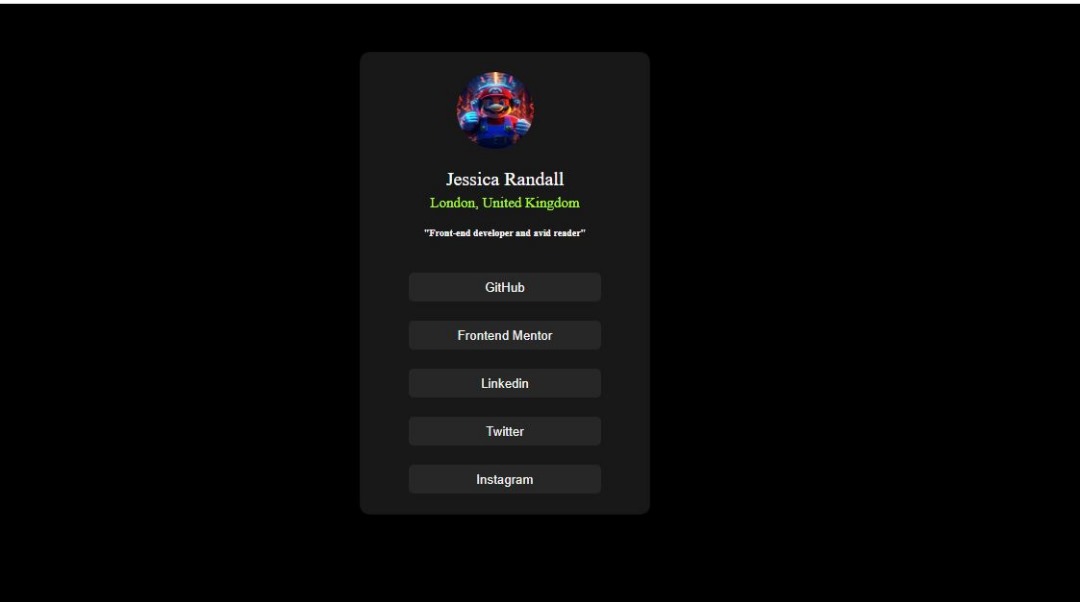 Jessica Randall
London, United Kingdom
"Front-end developer and avid reader"
GitHub
Frontend Mentor
Linkedin
Twitter
Instagram